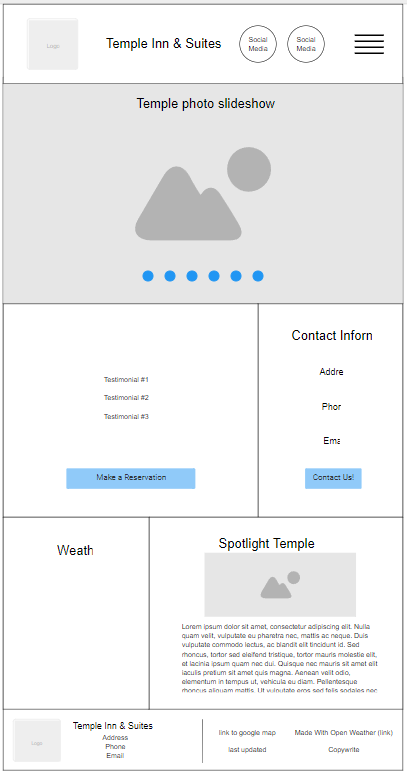 Logo
Temple Inn & Suites
Social
Media
Social
Media
Temple photo slideshow
Testimonial #1
Testimonial #2
Testimonial #3
Make a Reservation
Contact Inforn
Addre
Phor
Ema
Contact Us!
Weath
Spotlight Temple
Lorem ipsum dolor sit amet, consectetur adipiscing elit. Nulla
quam velit, vulputate eu pharetra nec, mattis ac neque. Duis
vulputate commodo lectus, ac blandit elit tincidunt id. Sed
rhoncus, tortor sed eleifend tristique, tortor mauris molestie elit,
et lacinia ipsum quam nec dui. Quisque nec mauris sit amet elit
iaculis pretium sit amet quis magna. Aenean velit odio,
elementum in tempus ut, vehicula eu diam. Pellentesque
rhoncus aliquam mattis. Ut vulputate eros sed felis sodales nec
Logo
Temple Inn & Suites
Address
Phone
Email
link to google map
last updated
Made With Open Weather (link)
Copywrite